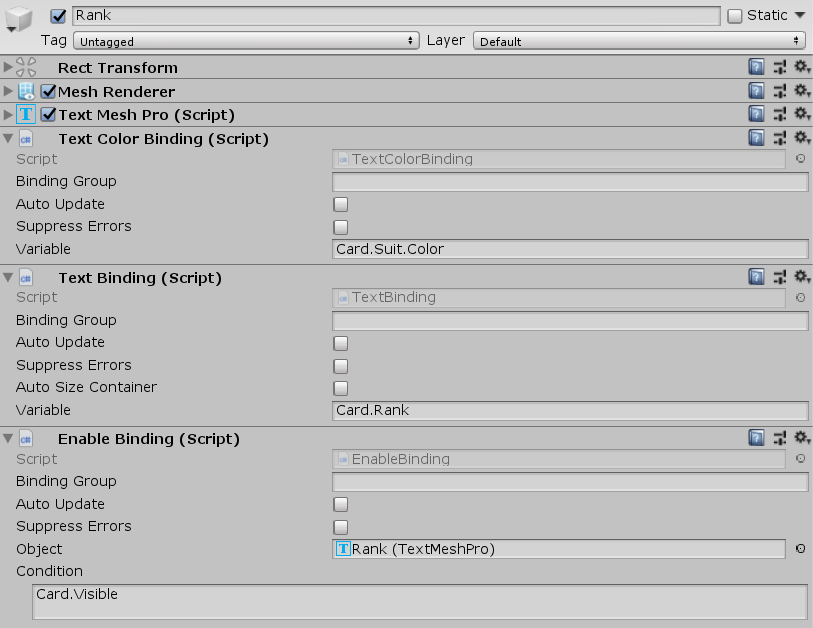 Rank Static
Tag Untagged Layer Default
Rect Transform
Mesh Renderer
T Text Mesh Pro (Script)
Text Color Binding (Script)
Script TextColorBinding
Binding Group
Auto Update
Suppress Errors
Variable Card.Suit.Color
Text Binding (Script)
Script TextBinding
Binding Group
Auto Update
Suppress Errors
Auto Size Container
Variable Card.Rank
Enable Binding (Script)
Script EnableBinding
Binding Group
Auto Update
Suppress Errors
Object T Rank (TextMeshPro)
Condition
Card.Visible